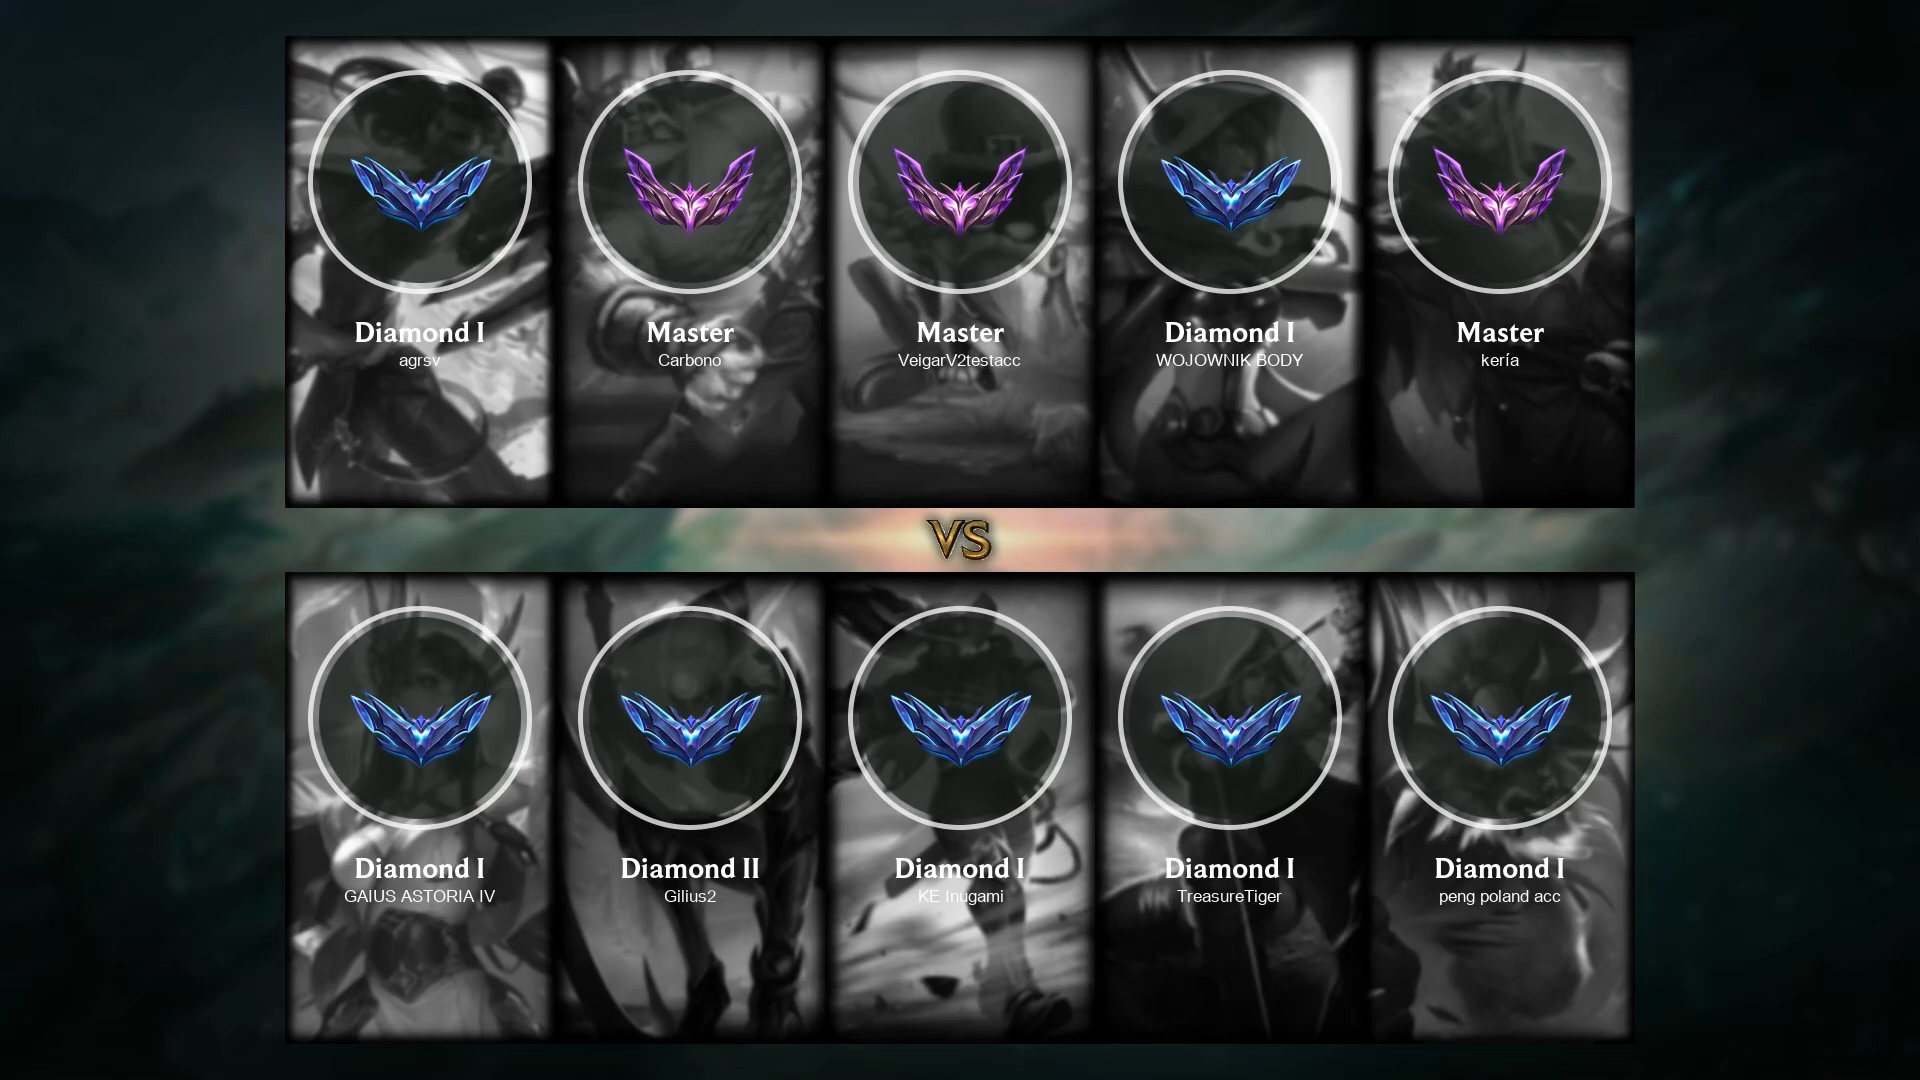 Diamond I
agrsv
Master
Carbono
Master
VeigarV2testacc
Diamond I
WOJOWNIK BODY
Master
kería
VS
Diamond I
GAIUS ASTORIA IV
Diamond II
Gilius2
Diamond I
KE Inugami
Diamond I
TreasureTiger
Diamond I
peng poland acc